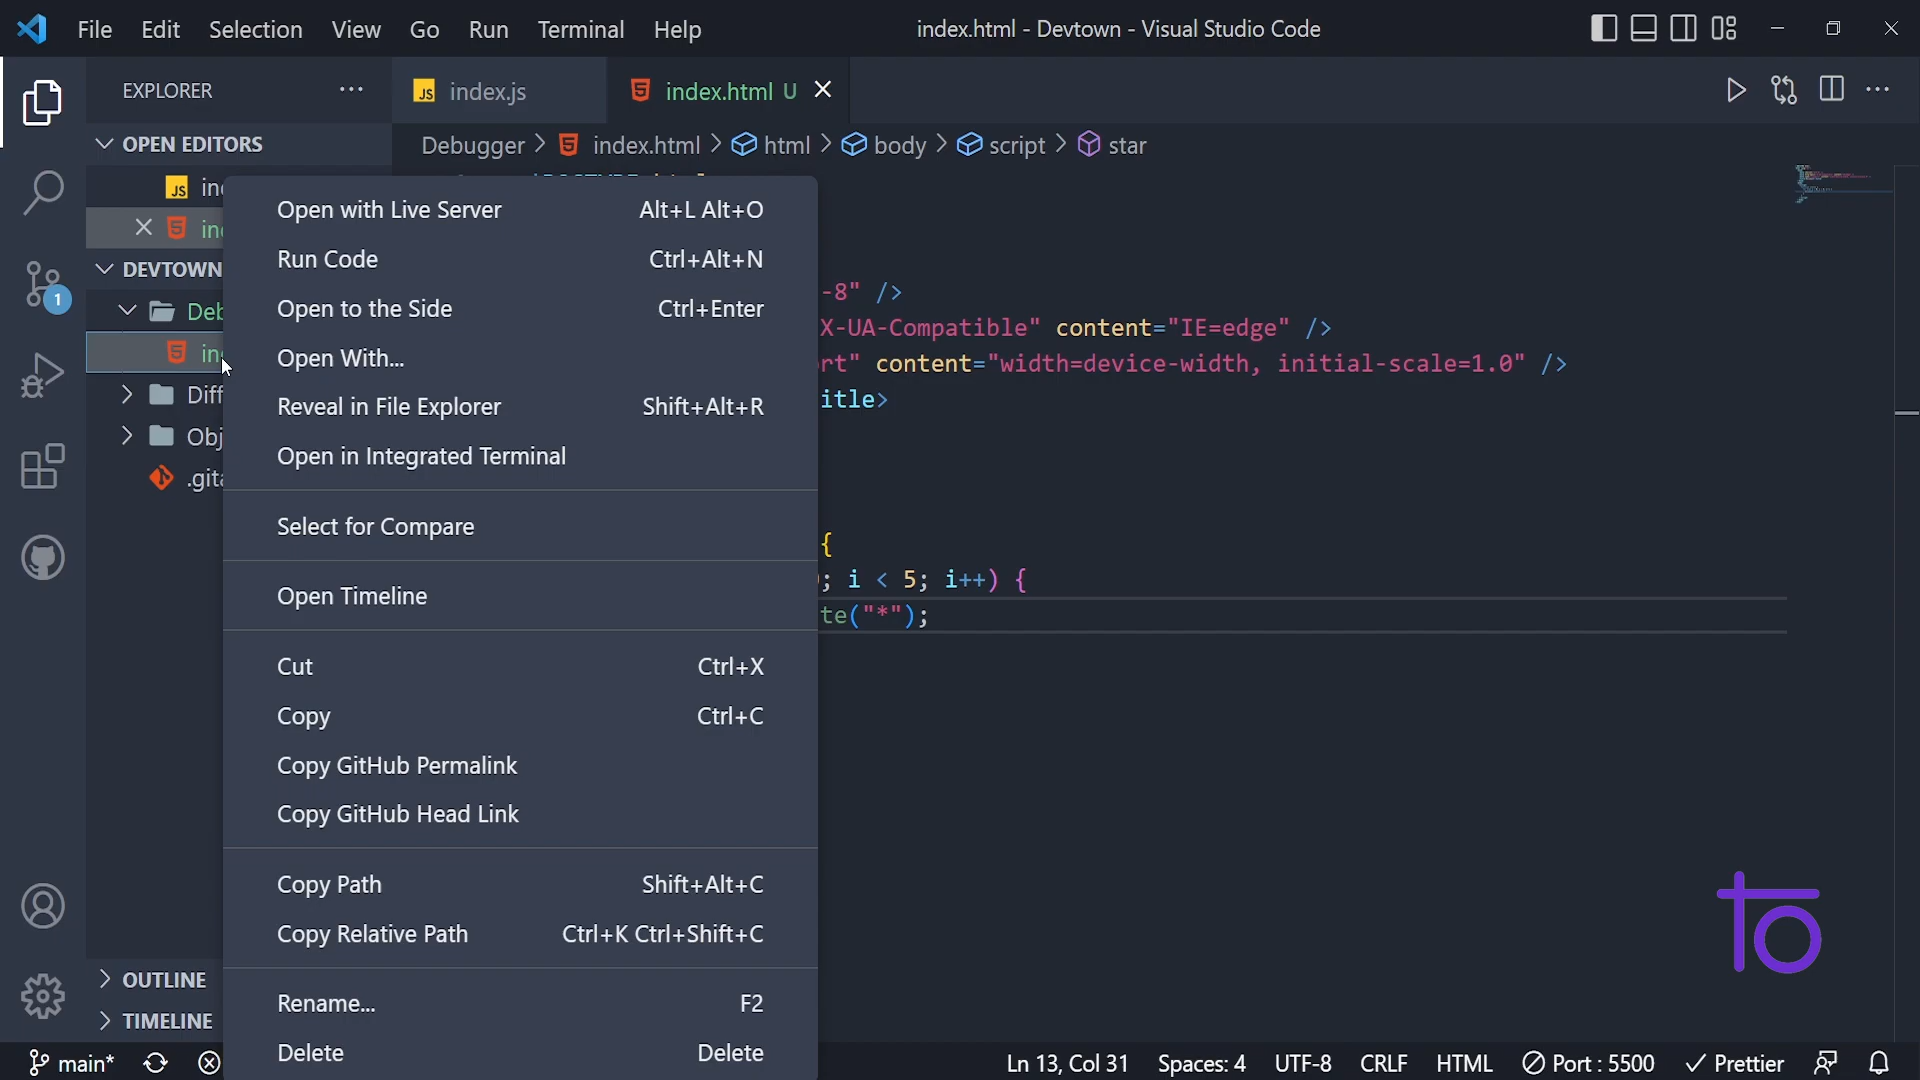 File Edit Selection View Go Run Terminal Help index.html - Devtown - Visual Studio Code
EXPLORER
index.js
index.html U
OPEN EDITORS
Debugger > index.html > html > body > script > star
JS
DEVTOWN
1
Open with Live Server Alt+L Alt+O
Run Code Ctrl+Alt+N
Open to the Side Ctrl+Enter
Open With...
Reveal in File Explorer Shift+Alt+R
Open in Integrated Terminal
Select for Compare
Open Timeline
Cut Ctrl+X
Copy Ctrl+C
Copy GitHub Permalink
Copy GitHub Head Link
Copy Path Shift+Alt+C
Copy Relative Path Ctrl+K Ctrl+Shift+C
Rename... F2
Delete Delete
-8" />
X-UA-Compatible" content="IE=edge" />
rt" content="width=device-width, initial-scale=1.0" />
itle>
{
; i < 5; i++) {
te("*");
OUTLINE
TIMELINE
to
main* Ln 13, Col 31 Spaces: 4 UTF-8 CRLF HTML Port : 5500 Prettier